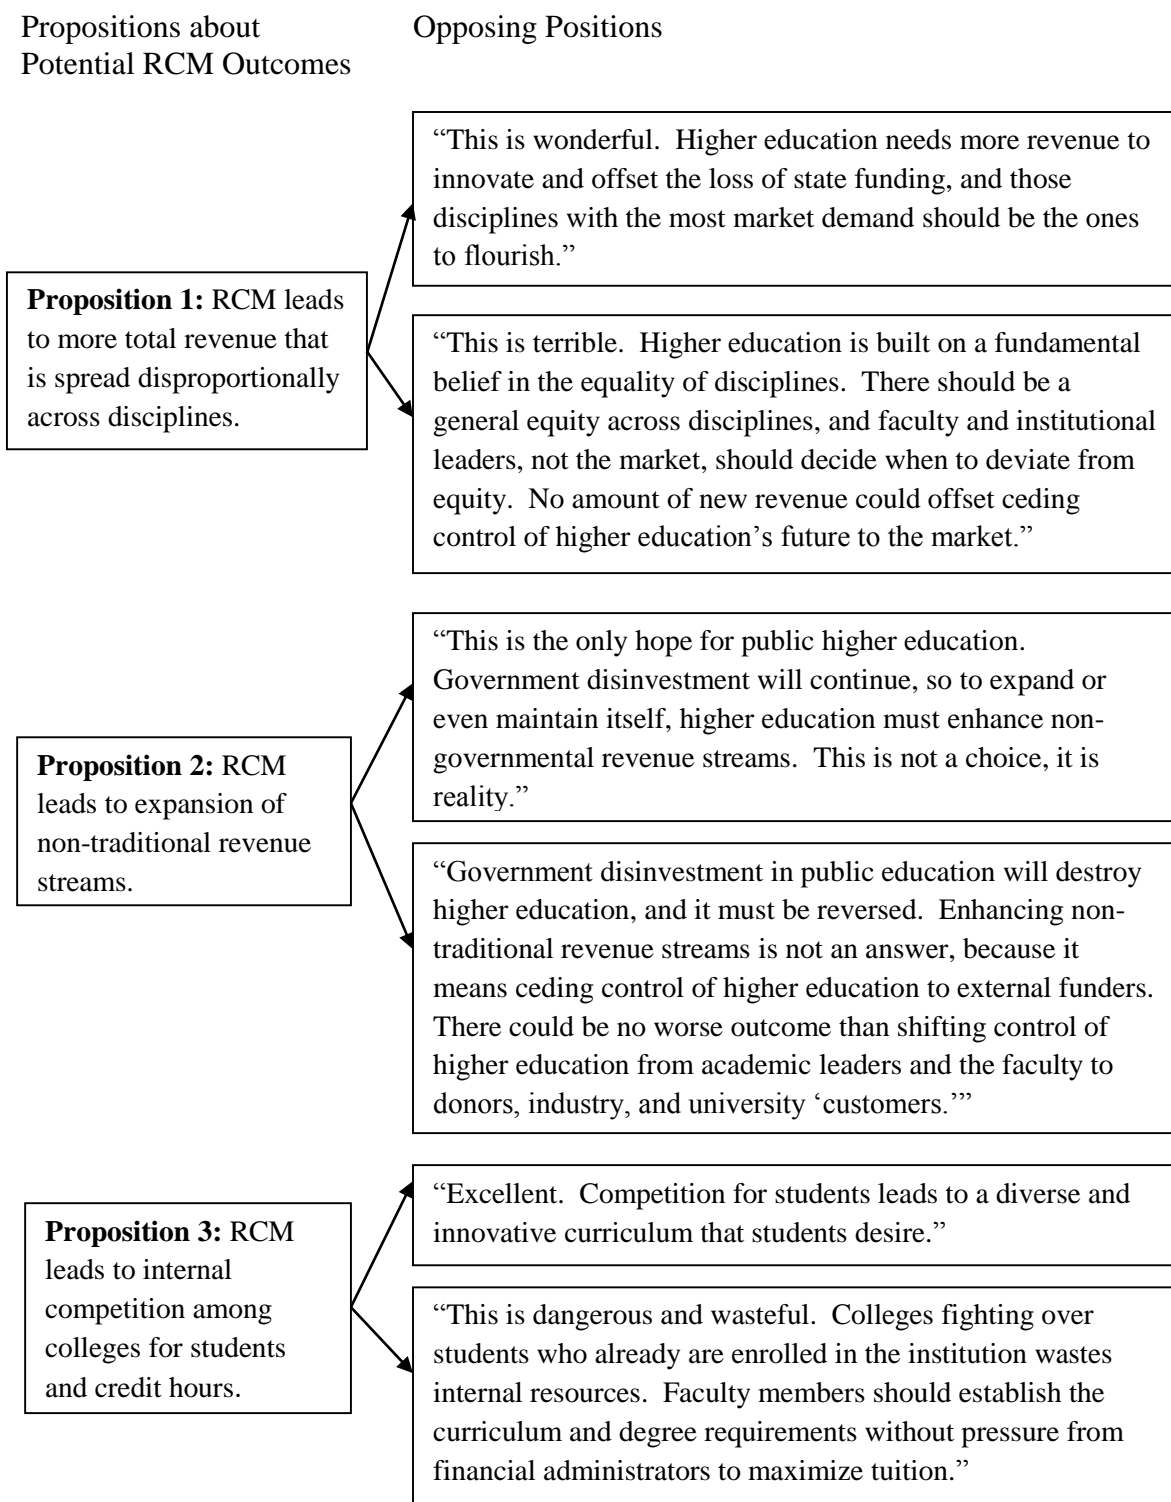 Propositions about
Potential RCM Outcomes
Opposing Positions
“This is wonderful.  Higher education needs more revenue to
innovate and offset the loss of state funding, and those
disciplines with the most market demand should be the ones
to flourish.”
Proposition 1: RCM leads
to more total revenue that
is spread disproportionally
across disciplines.
“This is terrible.  Higher education is built on a fundamental
belief in the equality of disciplines.  There should be a
general equity across disciplines, and faculty and institutional
leaders, not the market, should decide when to deviate from
equity.  No amount of new revenue could offset ceding
control of higher education’s future to the market.”
“This is the only hope for public higher education.
Government disinvestment will continue, so to expand or
even maintain itself, higher education must enhance non-
governmental revenue streams.  This is not a choice, it is
reality.”
Proposition 2: RCM
leads to expansion of
non-traditional revenue
streams.
“Government disinvestment in public education will destroy
higher education, and it must be reversed.  Enhancing non-
traditional revenue streams is not an answer, because it
means ceding control of higher education to external funders.
There could be no worse outcome than shifting control of
higher education from academic leaders and the faculty to
donors, industry, and university ‘customers.’”
“Excellent.  Competition for students leads to a diverse and
innovative curriculum that students desire.”
Proposition 3: RCM
leads to internal
competition among
colleges for students
and credit hours.
“This is dangerous and wasteful.  Colleges fighting over
students who already are enrolled in the institution wastes
internal resources.  Faculty members should establish the
curriculum and degree requirements without pressure from
financial administrators to maximize tuition.”